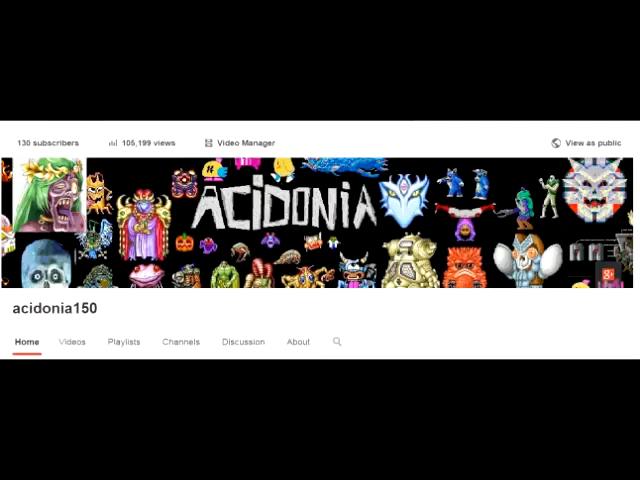 130 subscribers 105,199 views Video Manager View as public
ACIDONIA
acidonia150
Home Videos Playlists Channels Discussion About